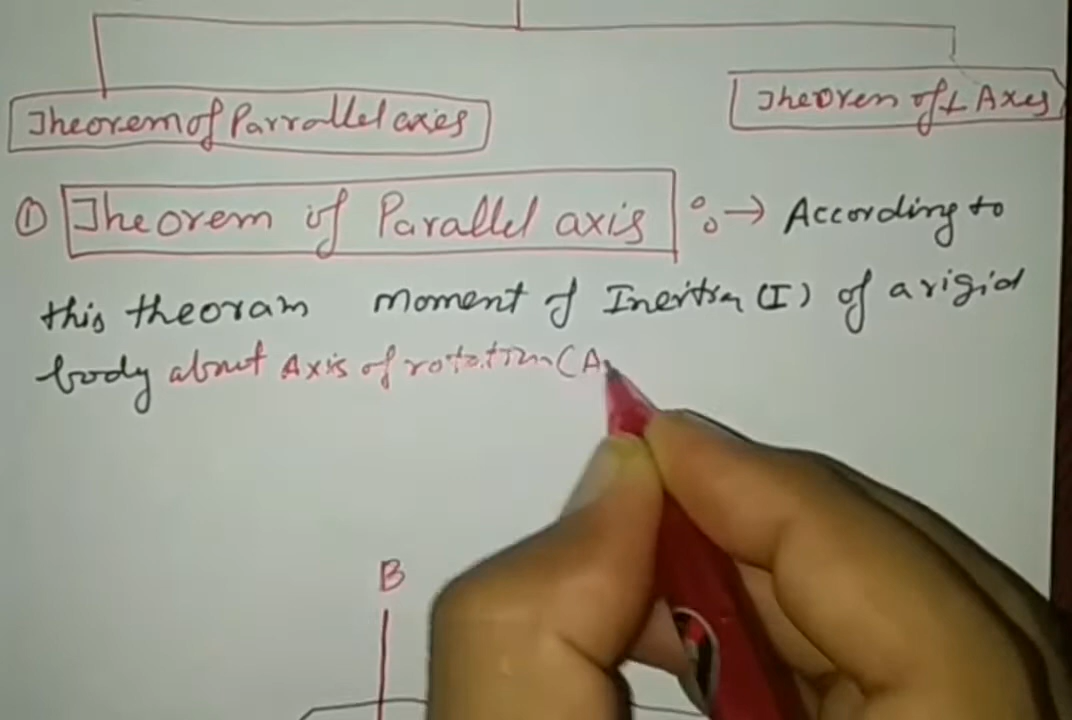 Theorem of Parrallel axes
Theorem of ⊥ Axes
① Theorem of Parallel axis :→ According to
this theoram moment of Inertia (I) of a rigid
body about Axis of rotation (A
B